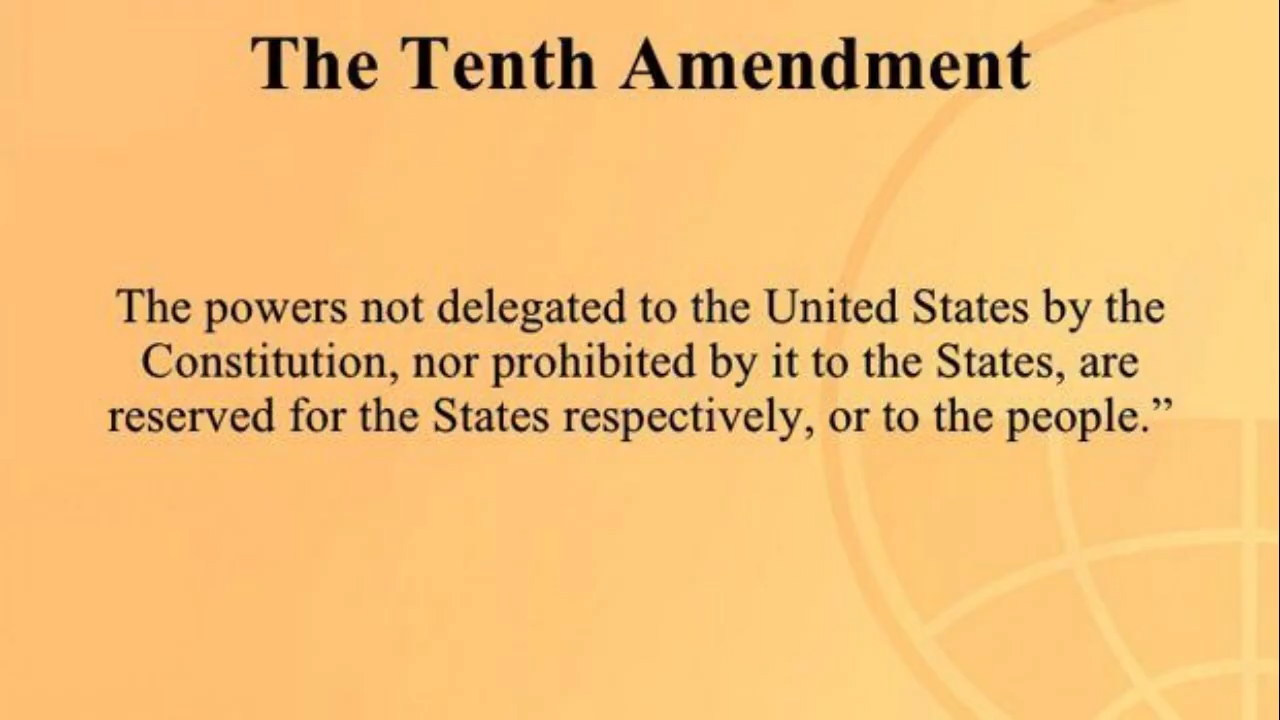 The Tenth Amendment
The powers not delegated to the United States by the
Constitution, nor prohibited by it to the States, are
reserved for the States respectively, or to the people.”